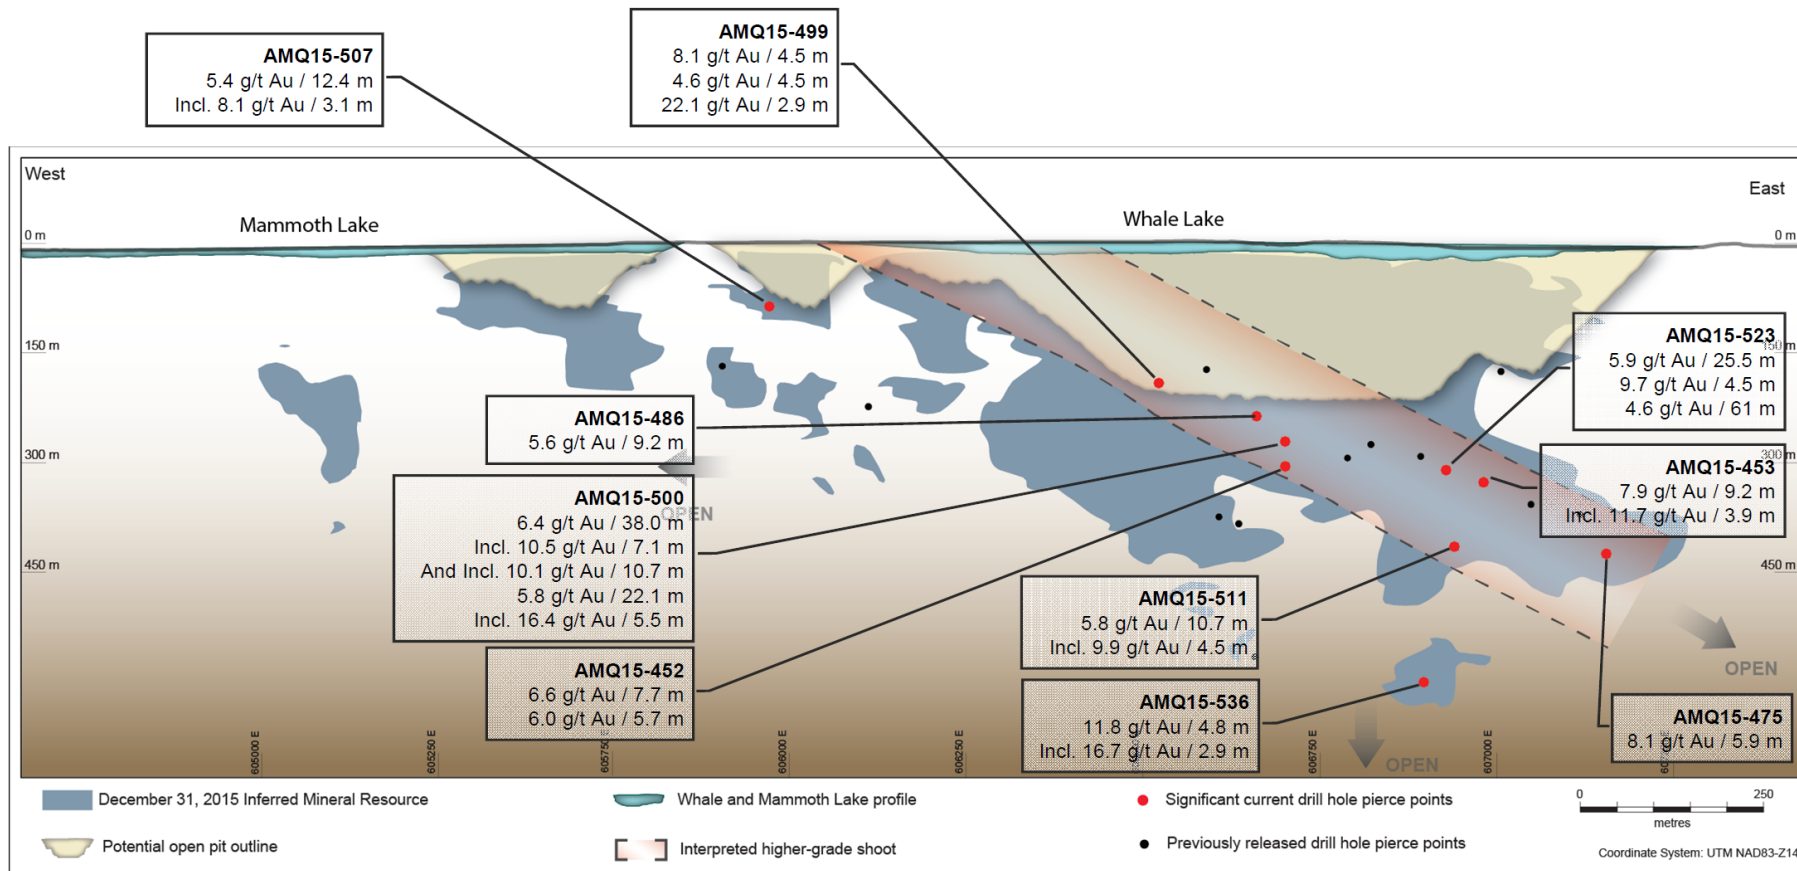 AMQ15-507
5.4 g/t Au / 12.4 m
Incl. 8.1 g/t Au / 3.1 m
AMQ15-499
8.1 g/t Au / 4.5 m
4.6 g/t Au / 4.5 m
22.1 g/t Au / 2.9 m
West
East
Mammoth Lake
Whale Lake
0 m
0 m
150 m
150 m
300 m
300 m
450 m
450 m
AMQ15-523
5.9 g/t Au / 25.5 m
9.7 g/t Au / 4.5 m
4.6 g/t Au / 61 m
AMQ15-486
5.6 g/t Au / 9.2 m
AMQ15-453
7.9 g/t Au / 9.2 m
Incl. 11.7 g/t Au / 3.9 m
OPEN
AMQ15-500
6.4 g/t Au / 38.0 m
Incl. 10.5 g/t Au / 7.1 m
And Incl. 10.1 g/t Au / 10.7 m
5.8 g/t Au / 22.1 m
Incl. 16.4 g/t Au / 5.5 m
AMQ15-511
5.8 g/t Au / 10.7 m
Incl. 9.9 g/t Au / 4.5 m
AMQ15-452
6.6 g/t Au / 7.7 m
6.0 g/t Au / 5.7 m
AMQ15-536
11.8 g/t Au / 4.8 m
Incl. 16.7 g/t Au / 2.9 m
OPEN
AMQ15-475
8.1 g/t Au / 5.9 m
OPEN
605000 E
605250 E
605750 E
606000 E
606250 E
606750 E
607000 E
December 31, 2015 Inferred Mineral Resource
Whale and Mammoth Lake profile
Significant current drill hole pierce points
0 250
metres
Potential open pit outline
Interpreted higher-grade shoot
Previously released drill hole pierce points
Coordinate System: UTM NAD83-Z14